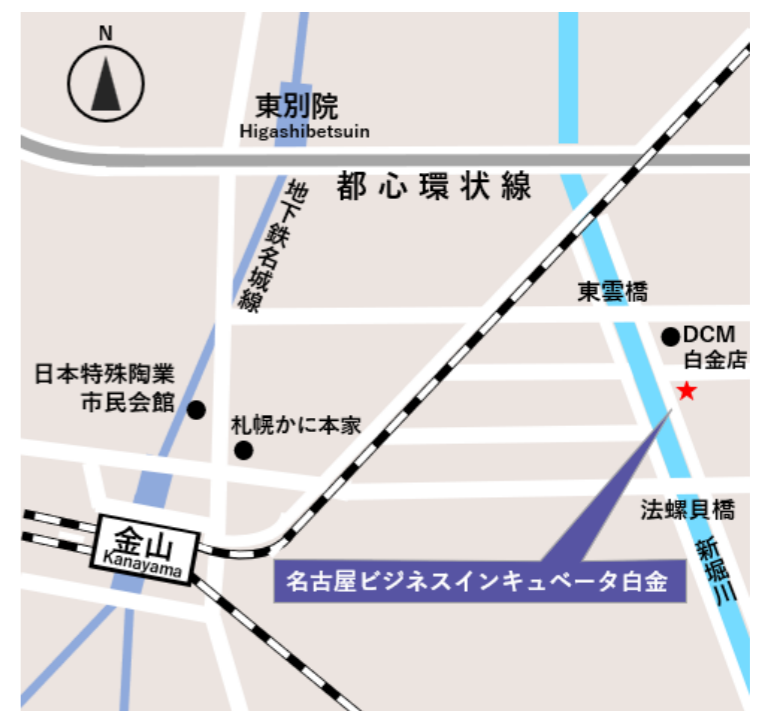 N
東別院
Higashibetsuin
都心環状線
地下鉄名城線
東雲橋
DCM
白金店
日本特殊陶業
市民会館
札幌かに本家
法螺貝橋
金山
Kanayama
新堀川
名古屋ビジネスインキュベータ白金